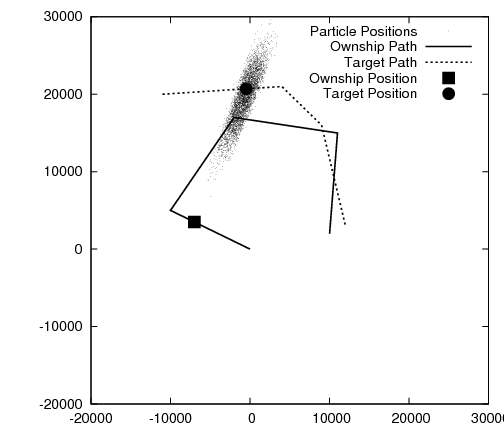 30000
Particle Positions
Ownship Path
Target Path
20000
Ownship Position
Target Position
10000
0
-10000
-20000
-20000 -10000 0 10000 20000 3000